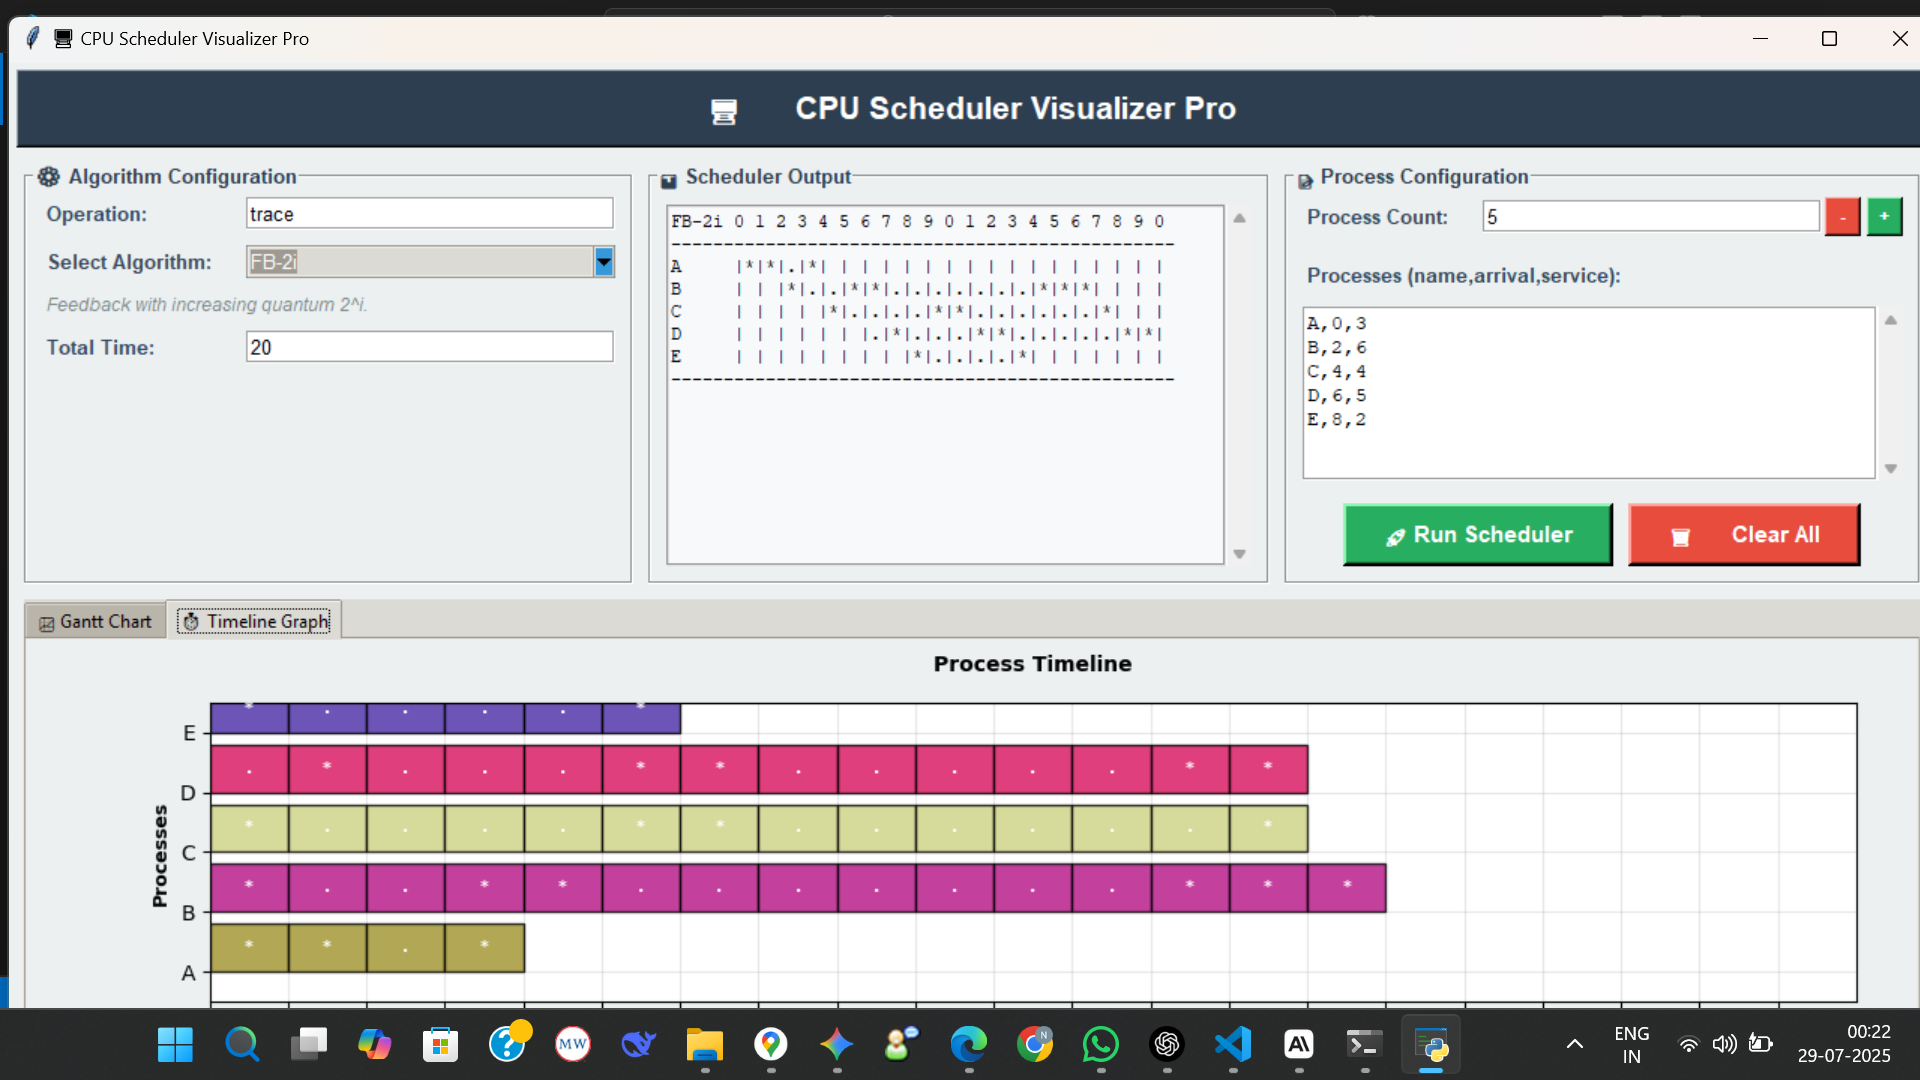 CPU Scheduler Visualizer Pro
CPU Scheduler Visualizer Pro
Algorithm Configuration
Operation: trace
Select Algorithm: FB-2i
Feedback with increasing quantum 2^i.
Total Time: 20
Scheduler Output
FB-2i 0 1 2 3 4 5 6 7 8 9 0 1 2 3 4 5 6 7 8 9 0
------------------------------------------------
A     |*|*|.|*| | | | | | | | | | | | | | | | |
B     | | |*|.|.|*|*|.|.|.|.|.|.|.|*|*|*| | | |
C     | | | | |*|.|.|.|.|*|*|.|.|.|.|.|.|*| | |
D     | | | | | | |.|*|.|.|.|*|*|.|.|.|.|.|*|*|
E     | | | | | | | | |*|.|.|.|.|*| | | | | | |
------------------------------------------------
Process Configuration
Process Count: 5 - +
Processes (name,arrival,service):
A,0,3
B,2,6
C,4,4
D,6,5
E,8,2
Run Scheduler Clear All
Gantt Chart Timeline Graph
Process Timeline
Processes
E * . . . . *
D . * . . . * * . . . . . * *
C * . . . . * * . . . . . . *
B * . . * * . . . . . . . * * *
A * * . *
MW
N
ENG
IN
00:22
29-07-2025